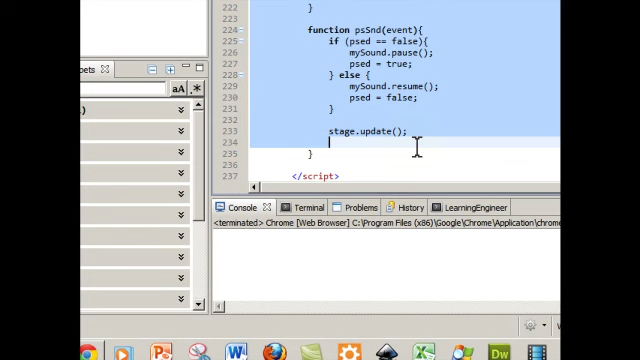 222 }
223
224 function psSnd(event){
225 if (psed == false){
226 mySound.pause();
227 psed = true;
228 } else {
229 mySound.resume();
230 psed = false;
231 }
232
233 stage.update();
234
235 }
236
237 </script>
pets
aA *
)
Console Terminal Problems History LearningEngineer
<terminated> Chrome [Web Browser] C:\Program Files (x86)\Google\Chrome\Application\chrome
P W X Dw